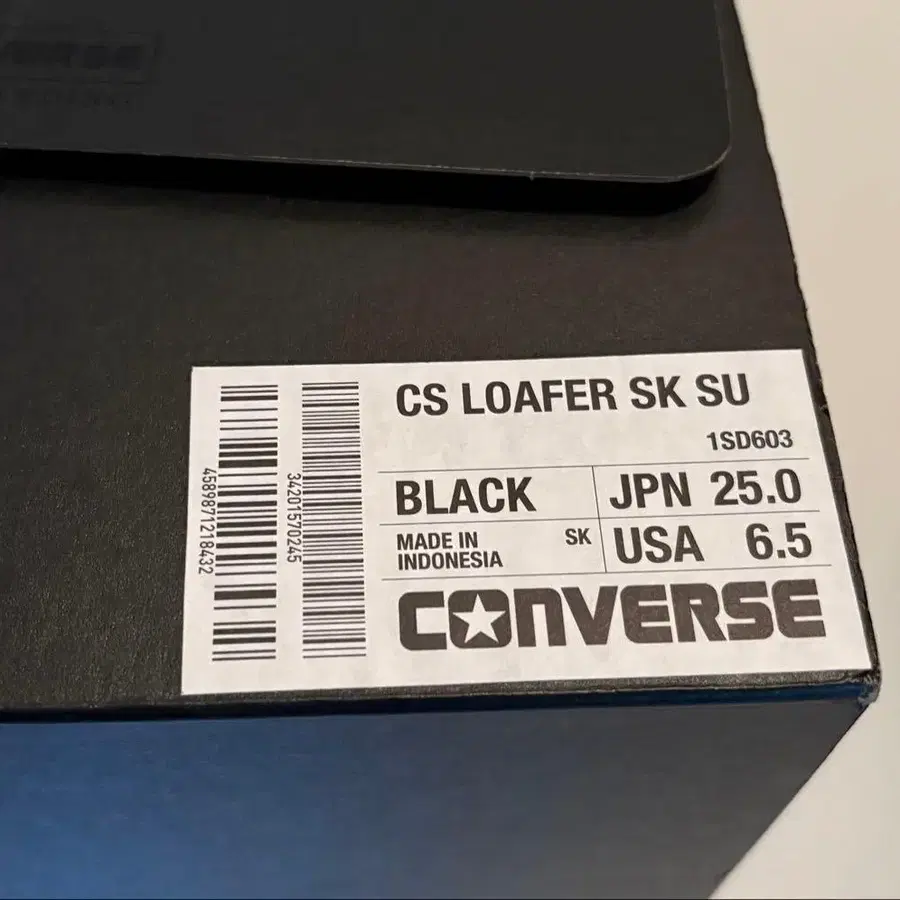 CS LOAFER SK SU
1SD603
BLACK
JPN 25.0
MADE IN
INDONESIA
SK
USA 6.5
CONVERSE
4589871218432
34201570245